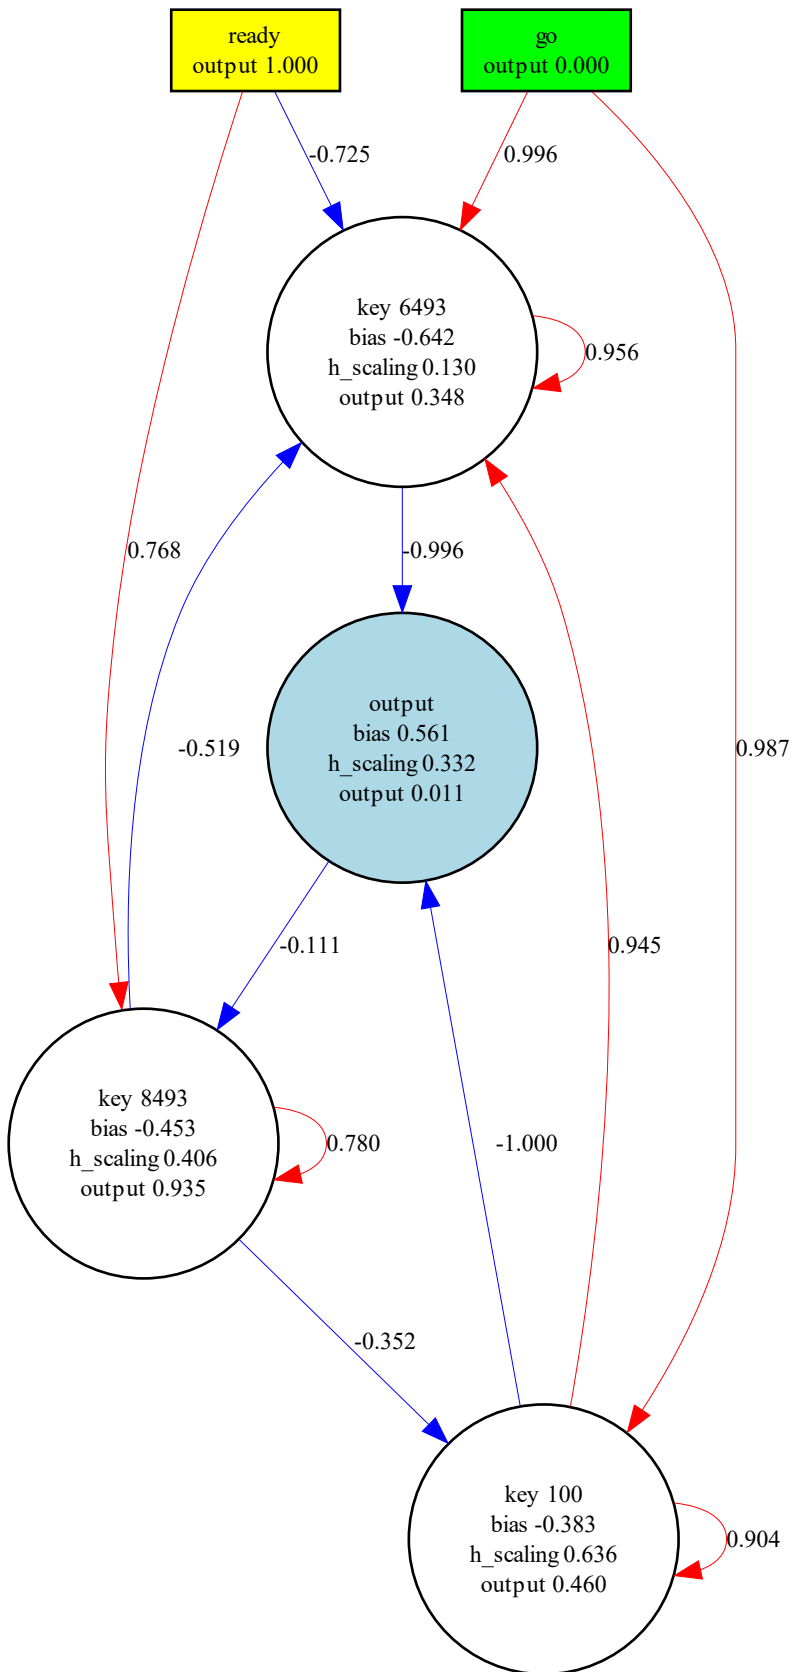 ready
output 1.000
go
output 0.000
-0.725
0.996
key 6493
bias -0.642
h_scaling 0.130
output 0.348
0.956
0.768
-0.996
output
bias 0.561
h_scaling 0.332
output 0.011
-0.519
0.987
-0.111
0.945
key 8493
bias -0.453
h_scaling 0.406
output 0.935
0.780
-1.000
-0.352
key 100
bias -0.383
h_scaling 0.636
output 0.460
0.904